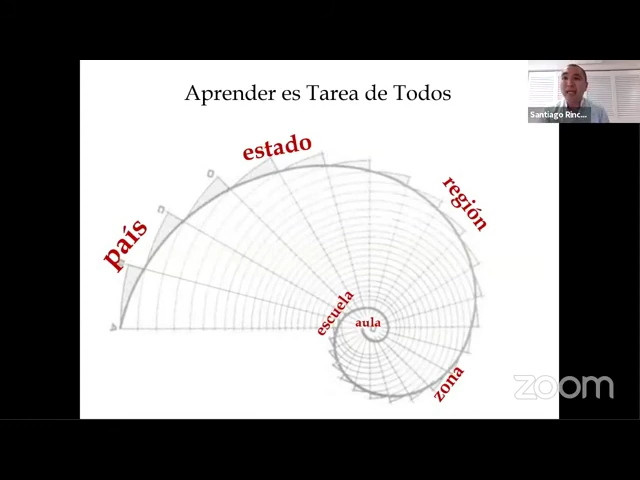 Aprender es Tarea de Todos
Santiago Rinc...
estado
región
país
escuela
aula
zona
zoom